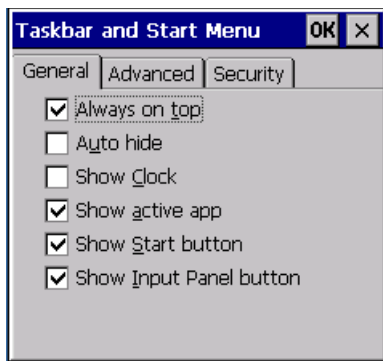 Taskbar and Start Menu OK ×
General Advanced Security
Always on top
Auto hide
Show Clock
Show active app
Show Start button
Show Input Panel button